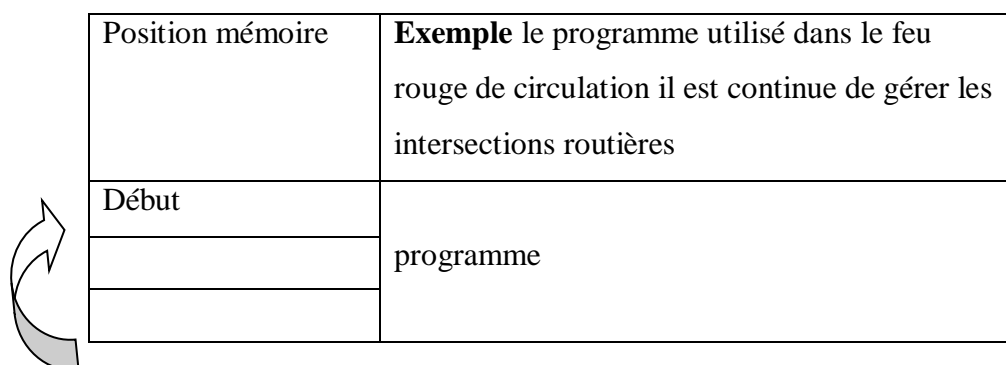 Position mémoire
Exemple le programme utilisé dans le feu
rouge de circulation il est continue de gérer les
intersections routières
Début
programme